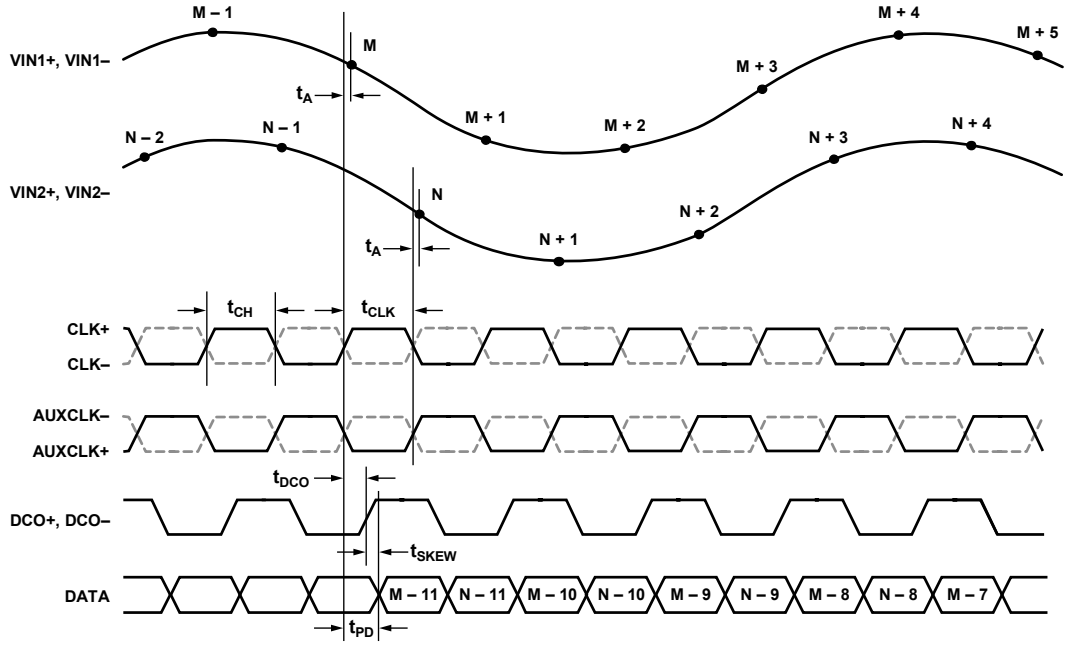 M – 1
M + 4
M + 5
VIN1+, VIN1–
M
M + 3
tA
M + 1
M + 2
N – 2
N – 1
N + 3
N + 4
VIN2+, VIN2–
N
N + 2
tA
N + 1
tCH
tCLK
CLK+
CLK–
AUXCLK–
AUXCLK+
tDCO
DCO+, DCO–
tSKEW
DATA
M – 11
N – 11
M – 10
N – 10
M – 9
N – 9
M – 8
N – 8
M – 7
tPD